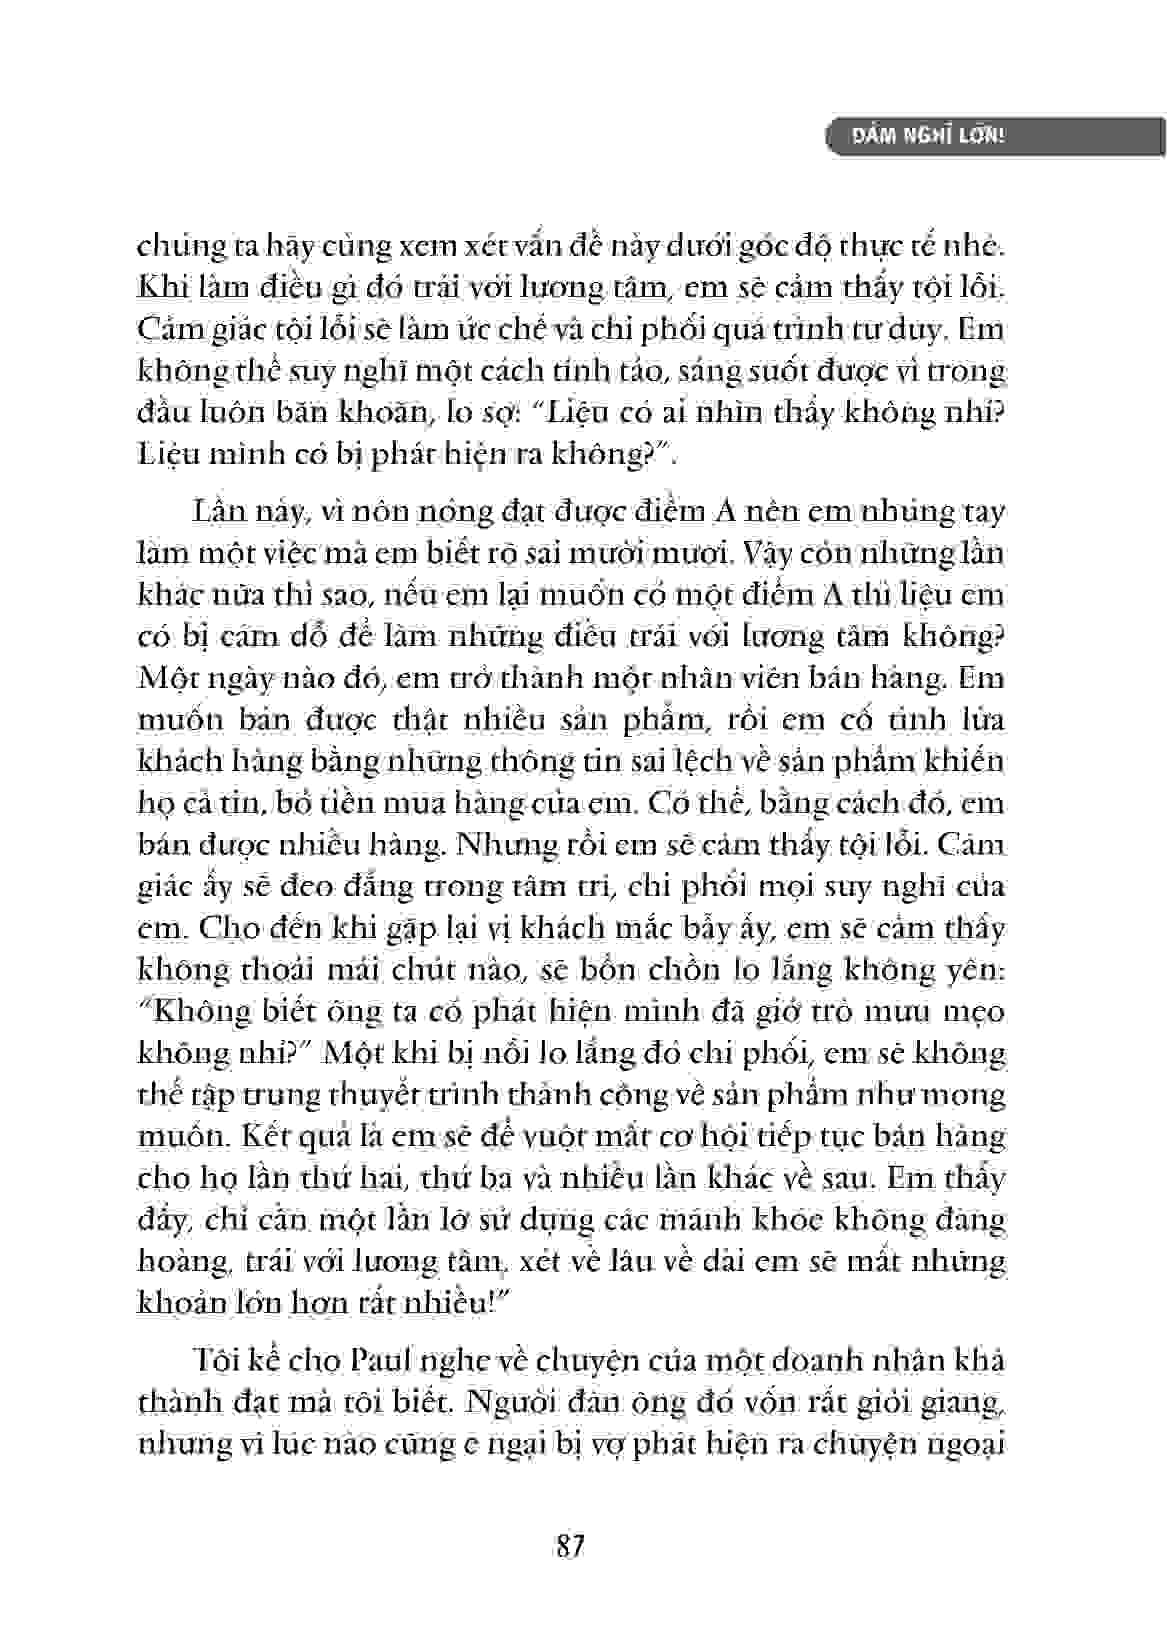 DÁM NGHĨ LỚN!
chúng ta hãy cùng xem xét vấn đề này dưới góc độ thực tế nhé.
Khi làm điều gì đó trái với lương tâm, em sẽ cảm thấy tội lỗi.
Cảm giác tội lỗi sẽ làm ức chế và chi phối quá trình tư duy. Em
không thể suy nghĩ một cách tỉnh táo, sáng suốt được vì trong
đầu luôn băn khoăn, lo sợ: “Liệu có ai nhìn thấy không nhỉ?
Liệu mình có bị phát hiện ra không?”.
Lần này, vì nôn nóng đạt được điểm A nên em nhúng tay
làm một việc mà em biết rõ sai mười mươi. Vậy còn những lần
khác nữa thì sao, nếu em lại muốn có một điểm A thì liệu em
có bị cám dỗ để làm những điều trái với lương tâm không?
Một ngày nào đó, em trở thành một nhân viên bán hàng. Em
muốn bán được thật nhiều sản phẩm, rồi em cố tình lừa
khách hàng bằng những thông tin sai lệch về sản phẩm khiến
họ cả tin, bỏ tiền mua hàng của em. Có thể, bằng cách đó, em
bán được nhiều hàng. Nhưng rồi em sẽ cảm thấy tội lỗi. Cảm
giác ấy sẽ đeo đẳng trong tâm trí, chi phối mọi suy nghĩ của
em. Cho đến khi gặp lại vị khách mắc bẫy ấy, em sẽ cảm thấy
không thoải mái chút nào, sẽ bồn chồn lo lắng không yên:
“Không biết ông ta có phát hiện mình đã giở trò mưu mẹo
không nhỉ?” Một khi bị nỗi lo lắng đó chi phối, em sẽ không
thể tập trung thuyết trình thành công về sản phẩm như mong
muốn. Kết quả là em sẽ để vuột mất cơ hội tiếp tục bán hàng
cho họ lần thứ hai, thứ ba và nhiều lần khác về sau. Em thấy
đấy, chỉ cần một lần lỡ sử dụng các mánh khóe không đàng
hoàng, trái với lương tâm, xét về lâu về dài em sẽ mất những
khoản lớn hơn rất nhiều!”
Tôi kể cho Paul nghe về chuyện của một doanh nhân khá
thành đạt mà tôi biết. Người đàn ông đó vốn rất giỏi giang,
nhưng vì lúc nào cũng e ngại bị vợ phát hiện ra chuyện ngoại
87